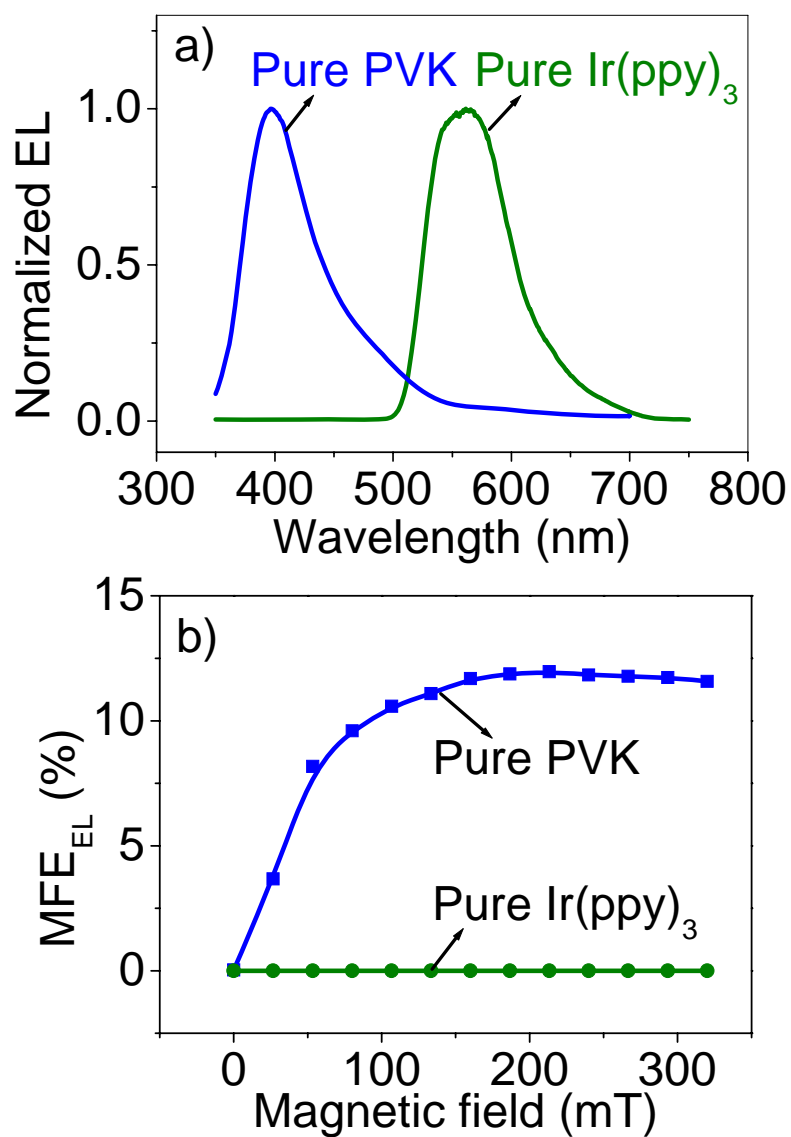 a)
Pure PVK Pure Ir(ppy)₃
1.0
0.5
0.0
Normalized EL
300 400 500 600 700 800
Wavelength (nm)
b)
15
10
5
0
MFE_EL (%)
Pure PVK
Pure Ir(ppy)₃
0 100 200 300
Magnetic field (mT)